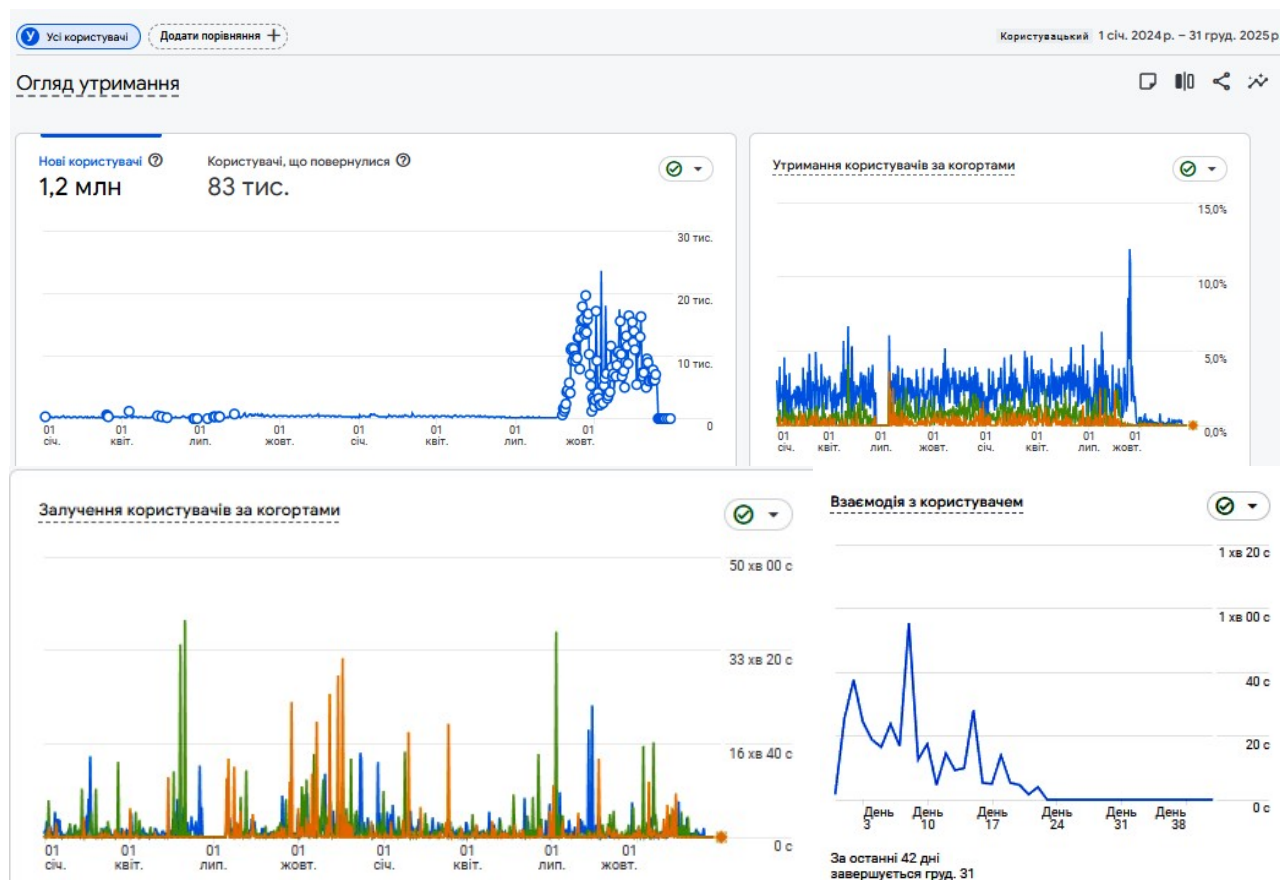 У Усі користувачі Додати порівняння + Користувацький 1 січ. 2024 р. – 31 груд. 2025 р
Огляд утримання
Нові користувачі Користувачі, що повернулися
1,2 млн 83 тис.
30 тис.
20 тис.
10 тис.
0
01 01 01 01 01 01 01 01
січ. квіт. лип. жовт. січ. квіт. лип. жовт.
Утримання користувачів за когортами
15,0%
10,0%
5,0%
0,0%
01 01 01 01 01 01 01 01
січ. квіт. лип. жовт. січ. квіт. лип. жовт.
Залучення користувачів за когортами
50 хв 00 с
33 хв 20 с
16 хв 40 с
0 с
01 01 01 01 01 01 01 01
січ. квіт. лип. жовт. січ. квіт. лип. жовт.
Взаємодія з користувачем
1 хв 20 с
1 хв 00 с
40 с
20 с
0 с
День День День День День День
3 10 17 24 31 38
За останні 42 дні
завершується груд. 31